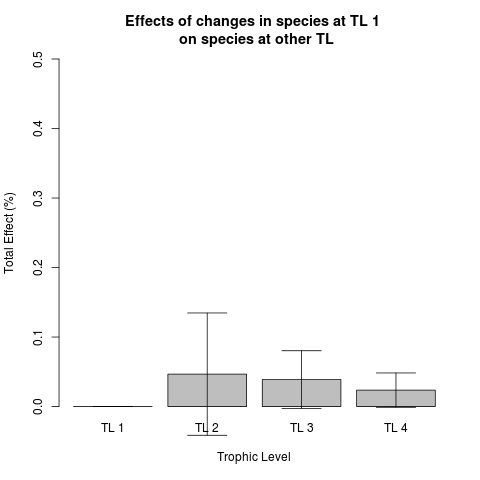 Effects of changes in species at TL 1
on species at other TL
Total Effect (%)
0.5
0.4
0.3
0.2
0.1
0.0
TL 1 TL 2 TL 3 TL 4
Trophic Level